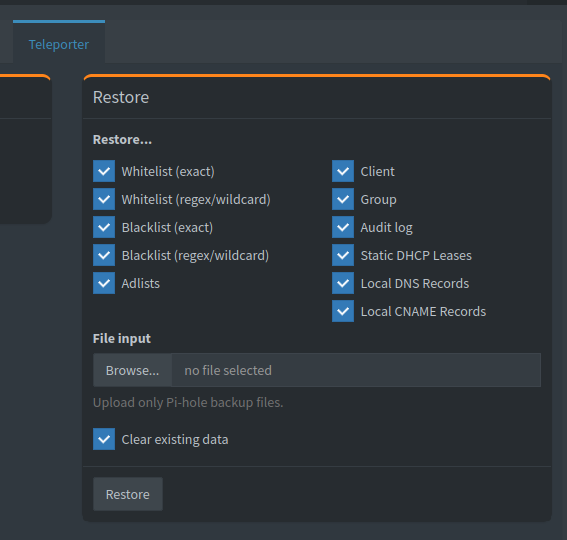 Teleporter
Restore
Restore...
Whitelist (exact)
Client
Whitelist (regex/wildcard)
Group
Blacklist (exact)
Audit log
Blacklist (regex/wildcard)
Static DHCP Leases
Adlists
Local DNS Records
Local CNAME Records
File input
Browse... no file selected
Upload only Pi-hole backup files.
Clear existing data
Restore